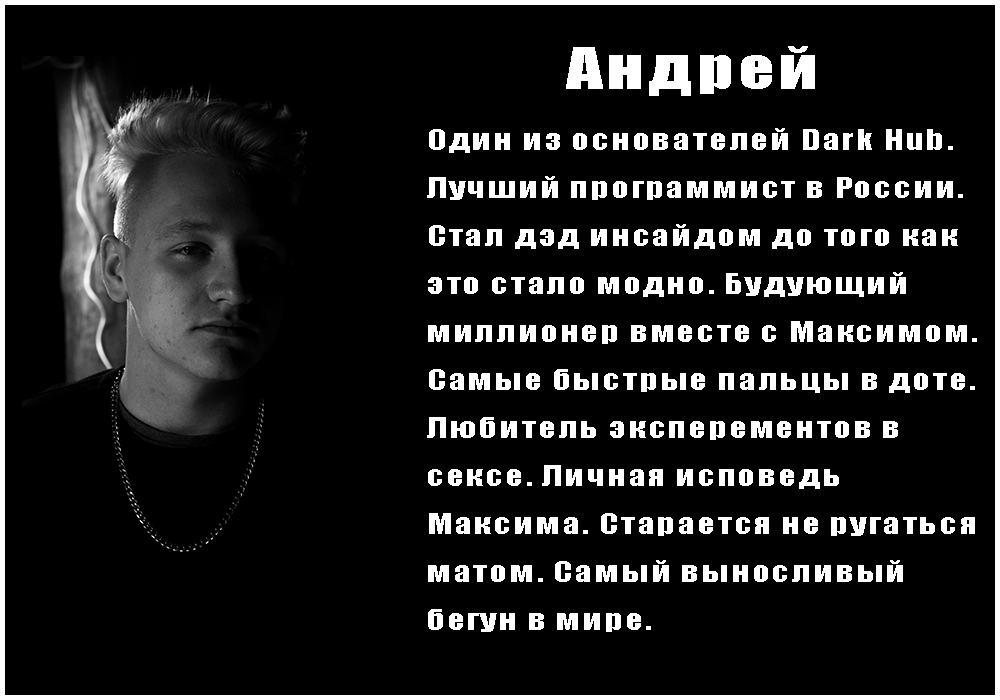 Андрей
Один из основателей Dark Hub.
Лучший программист в России.
Стал дэд инсайдом до того как
это стало модно. Будующий
миллионер вместе с Максимом.
Самые быстрые пальцы в доте.
Любитель эксперементов в
сексе. Личная исповедь
Максима. Старается не ругаться
матом. Самый выносливый
бегун в мире.